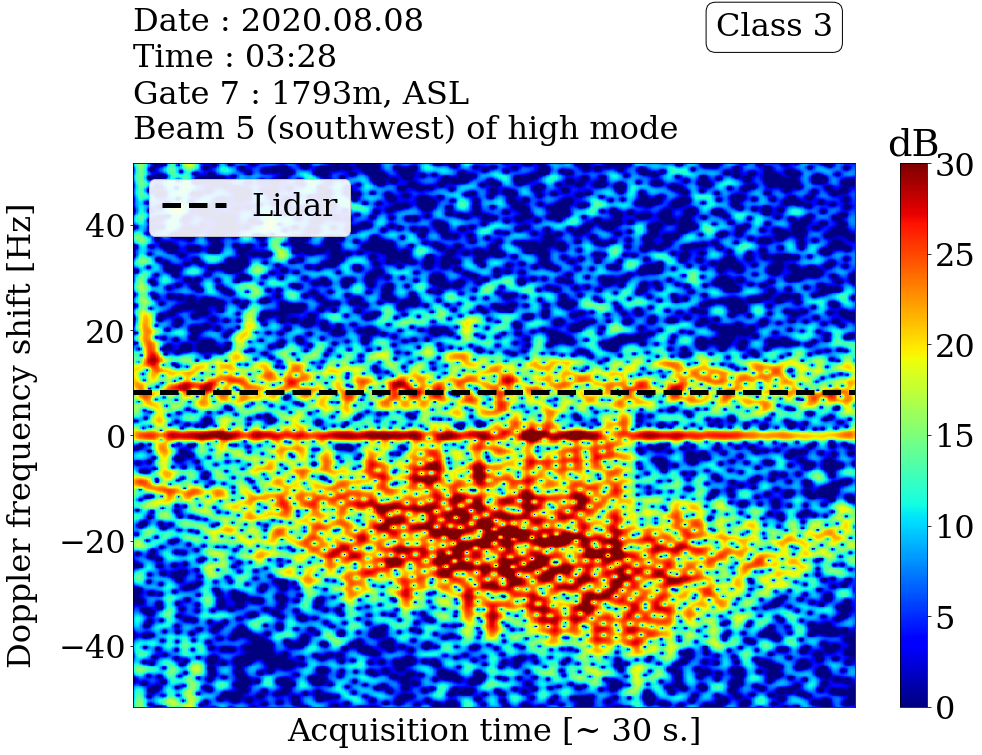 Date : 2020.08.08
Class 3
Time : 03:28
Gate 7 : 1793m, ASL
Beam 5 (southwest) of high mode
dB
Lidar
Doppler frequency shift [Hz]
40
20
0
−20
−40
30
25
20
15
10
5
0
Acquisition time [~ 30 s.]